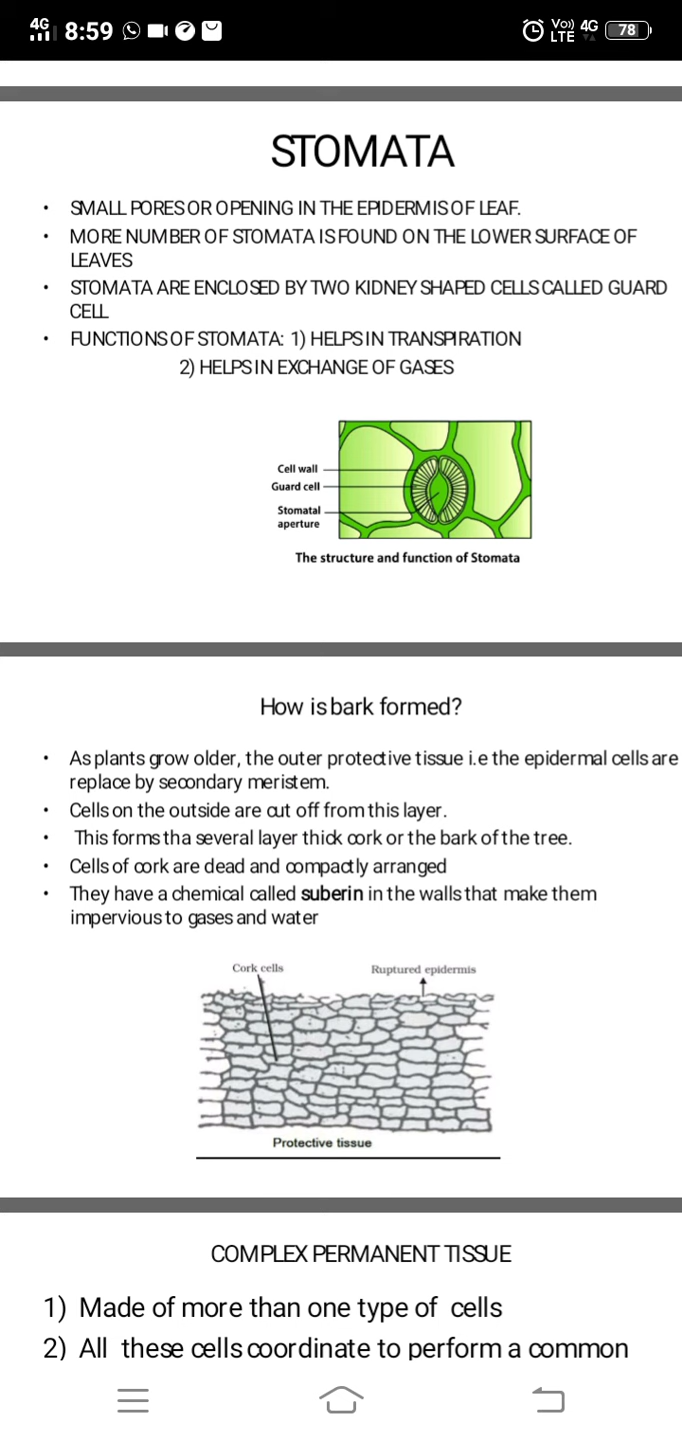 4G 8:59 Vo)) LTE 4G 78
STOMATA
• SMALL PORES OR OPENING IN THE EPIDERMIS OF LEAF.
• MORE NUMBER OF STOMATA IS FOUND ON THE LOWER SURFACE OF
LEAVES
• STOMATA ARE ENCLOSED BY TWO KIDNEY SHAPED CELLS CALLED GUARD
CELL
• FUNCTIONS OF STOMATA: 1) HELPS IN TRANSPIRATION
2) HELPS IN EXCHANGE OF GASES
Cell wall
Guard cell
Stomatal
aperture
The structure and function of Stomata
How is bark formed?
• As plants grow older, the outer protective tissue i.e the epidermal cells are
replace by secondary meristem.
• Cells on the outside are cut off from this layer.
• This forms tha several layer thick cork or the bark of the tree.
• Cells of cork are dead and compactly arranged
• They have a chemical called suberin in the walls that make them
impervious to gases and water
Cork cells Ruptured epidermis
Protective tissue
COMPLEX PERMANENT TISSUE
1) Made of more than one type of cells
2) All these cells coordinate to perform a common